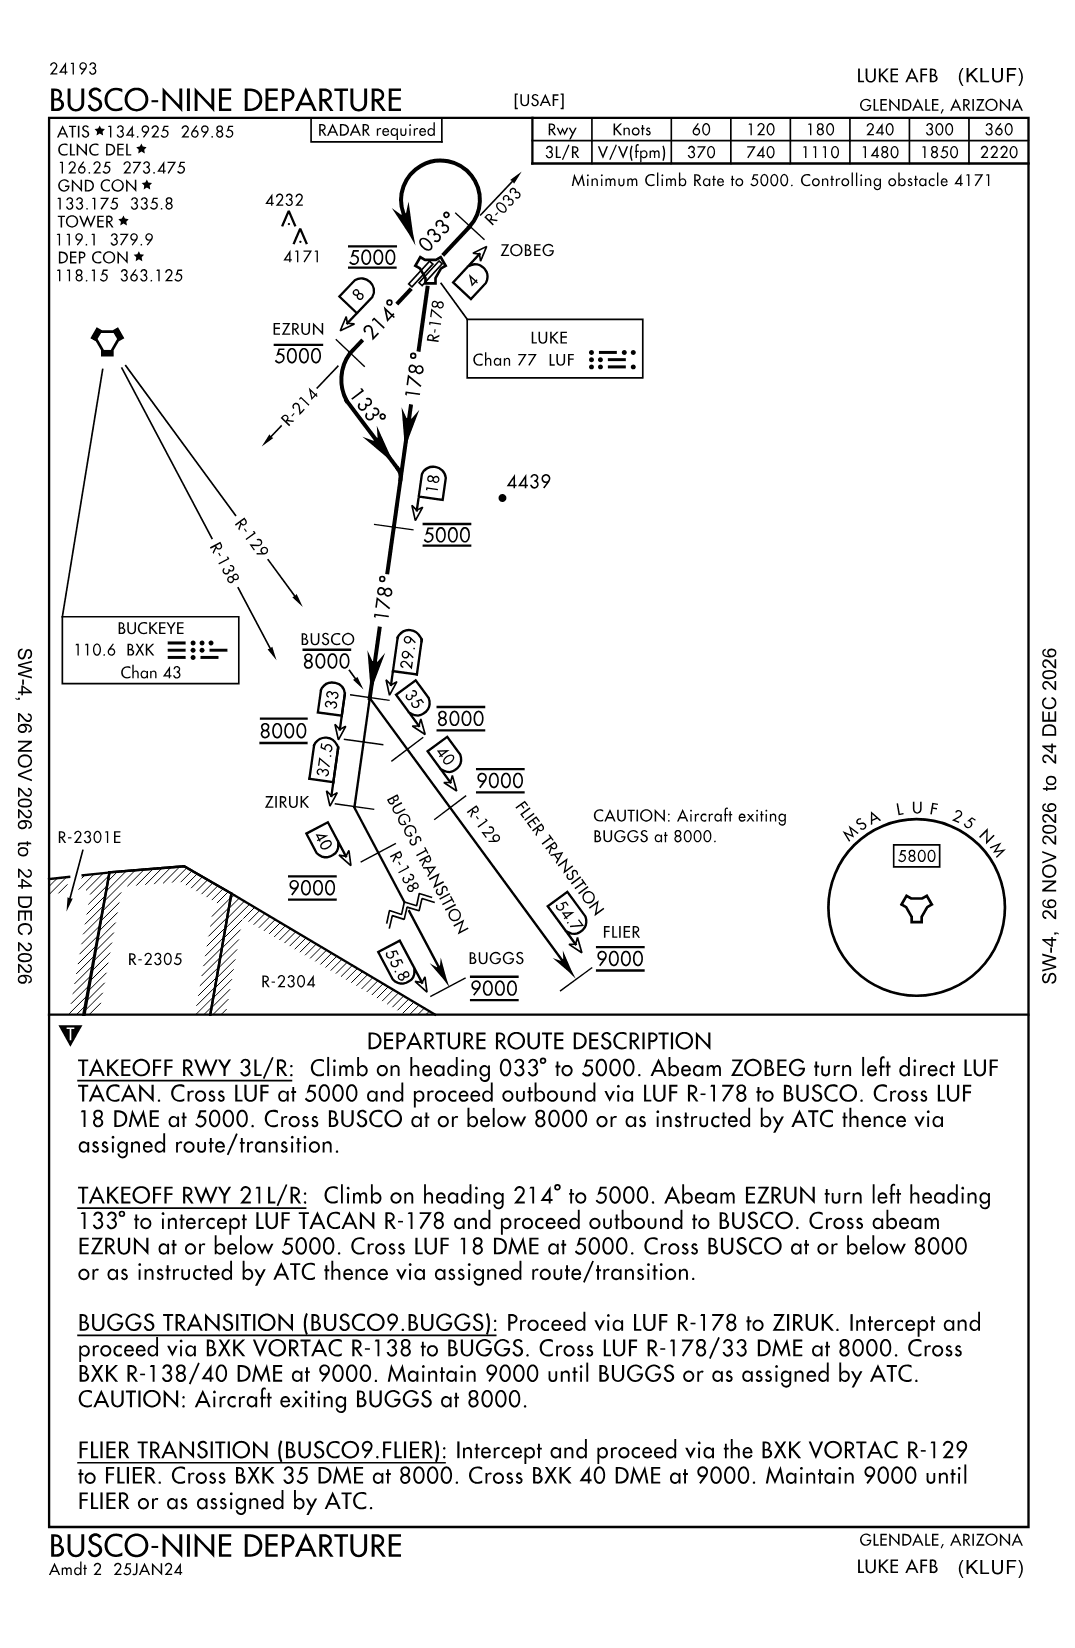 24193
BUSCO-NINE DEPARTURE
[USAF]
LUKE AFB (KLUF)
GLENDALE, ARIZONA
ATIS ★134.925 269.85
CLNC DEL ★
126.25 273.475
GND CON ★
133.175 335.8
TOWER ★
119.1 379.9
DEP CON ★
118.15 363.125
RADAR required
Rwy Knots 60 120 180 240 300 360
3L/R V/V(fpm) 370 740 1110 1480 1850 2220
Minimum Climb Rate to 5000. Controlling obstacle 4171
4232
4171
5000
033°
R-033
ZOBEG
4
8
214°
EZRUN
5000
R-214
133°
R-178
178°
LUKE
Chan 77 LUF
18
4439
5000
R-129
R-138
178°
BUCKEYE
110.6 BXK
Chan 43
BUSCO
8000
29.9
33
35
8000
8000
37.5
40
9000
ZIRUK
40
9000
BUGGS TRANSITION
R-138
R-129
FLIER TRANSITION
CAUTION: Aircraft exiting
BUGGS at 8000.
MSA LUF 25 NM
5800
R-2301E
R-2305
R-2304
54.7
FLIER
9000
55.8
BUGGS
9000
SW-4, 26 NOV 2026 to 24 DEC 2026
SW-4, 26 NOV 2026 to 24 DEC 2026
T
DEPARTURE ROUTE DESCRIPTION
TAKEOFF RWY 3L/R: Climb on heading 033° to 5000. Abeam ZOBEG turn left direct LUF
TACAN. Cross LUF at 5000 and proceed outbound via LUF R-178 to BUSCO. Cross LUF
18 DME at 5000. Cross BUSCO at or below 8000 or as instructed by ATC thence via
assigned route/transition.
TAKEOFF RWY 21L/R: Climb on heading 214° to 5000. Abeam EZRUN turn left heading
133° to intercept LUF TACAN R-178 and proceed outbound to BUSCO. Cross abeam
EZRUN at or below 5000. Cross LUF 18 DME at 5000. Cross BUSCO at or below 8000
or as instructed by ATC thence via assigned route/transition.
BUGGS TRANSITION (BUSCO9.BUGGS): Proceed via LUF R-178 to ZIRUK. Intercept and
proceed via BXK VORTAC R-138 to BUGGS. Cross LUF R-178/33 DME at 8000. Cross
BXK R-138/40 DME at 9000. Maintain 9000 until BUGGS or as assigned by ATC.
CAUTION: Aircraft exiting BUGGS at 8000.
FLIER TRANSITION (BUSCO9.FLIER): Intercept and proceed via the BXK VORTAC R-129
to FLIER. Cross BXK 35 DME at 8000. Cross BXK 40 DME at 9000. Maintain 9000 until
FLIER or as assigned by ATC.
BUSCO-NINE DEPARTURE
Amdt 2 25JAN24
GLENDALE, ARIZONA
LUKE AFB (KLUF)